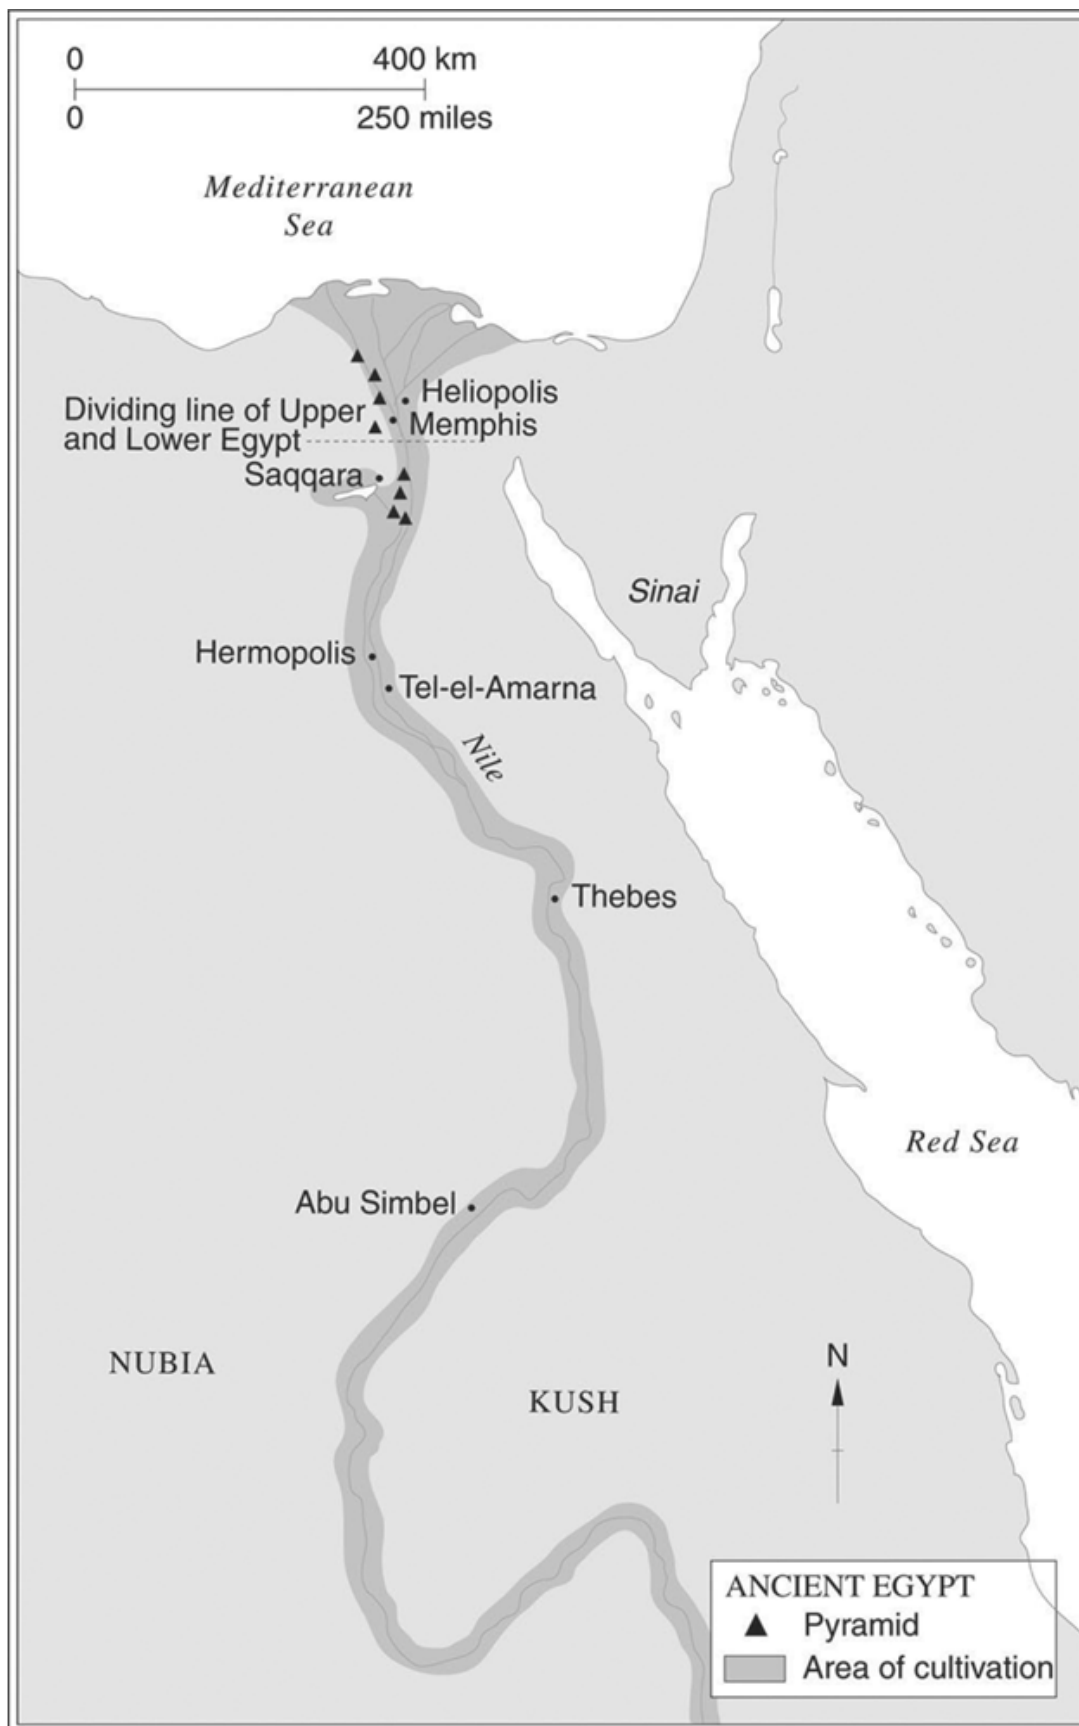 0 400 km
0 250 miles
Mediterranean
Sea
Heliopolis
Dividing line of Upper
Memphis
and Lower Egypt
Saqqara
Sinai
Hermopolis
Tel-el-Amarna
Nile
Thebes
Red Sea
Abu Simbel
N
NUBIA
KUSH
ANCIENT EGYPT
Pyramid
Area of cultivation